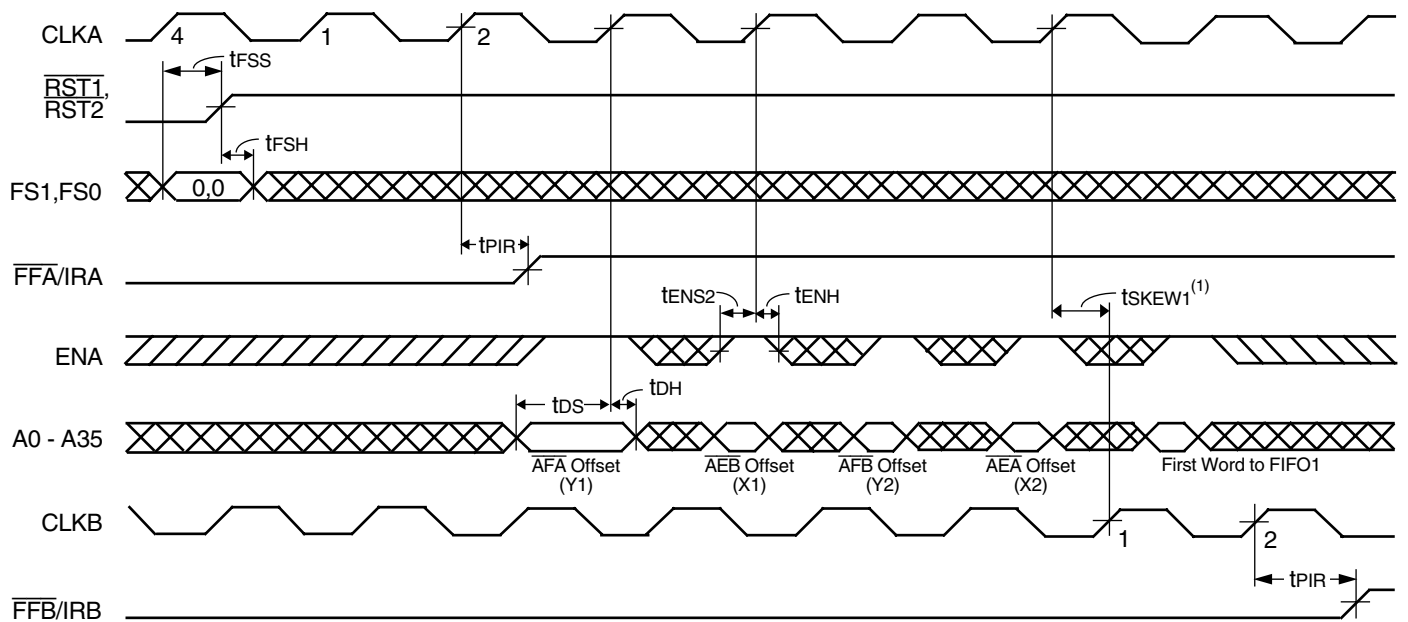 CLKA 4 1 2
tFSS
RST1,
RST2
tFSH
FS1,FS0 0,0
tPIR
FFA/IRA
tENS2 tENH tSKEW1(1)
ENA
tDS tDH
A0 - A35
AFA Offset AEB Offset AFB Offset AEA Offset First Word to FIFO1
(Y1) (X1) (Y2) (X2)
CLKB 1 2
tPIR
FFB/IRB